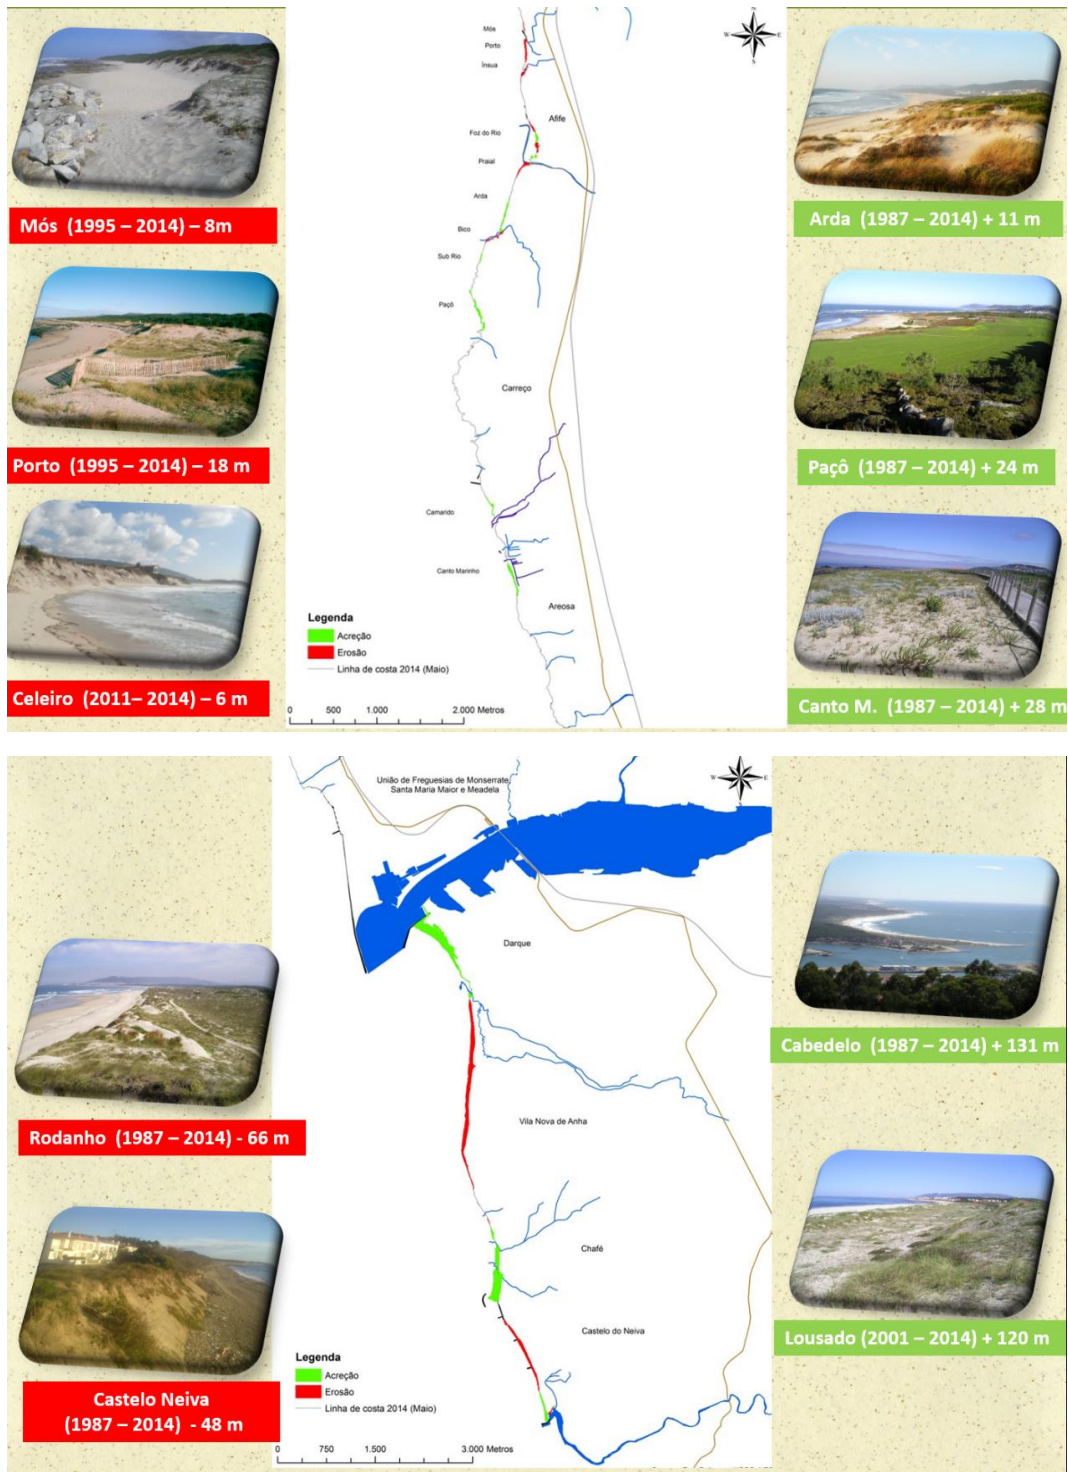 Mós (1995 – 2014) – 8m
Porto (1995 – 2014) – 18 m
Celeiro (2011– 2014) – 6 m
Mós
Porto
Ínsua
Afife
Foz do Rio
Praial
Arda
Bico
Sub Rio
Paçô
Carreço
Camarido
Canto Marinho
Areosa
Legenda
Acreção
Erosão
Linha de costa 2014 (Maio)
0 500 1.000 2.000 Metros
N
W E
S
Arda (1987 – 2014) + 11 m
Paçô (1987 – 2014) + 24 m
Canto M. (1987 – 2014) + 28 m
Rodanho (1987 – 2014) - 66 m
Castelo Neiva
(1987 – 2014) - 48 m
União de Freguesias de Monserrate,
Santa Maria Maior e Meadela
W E
Darque
Vila Nova de Anha
Chafé
Castelo do Neiva
Legenda
Acreção
Erosão
Linha de costa 2014 (Maio)
0 750 1.500 3.000 Metros
Cabedelo (1987 – 2014) + 131 m
Lousado (2001 – 2014) + 120 m